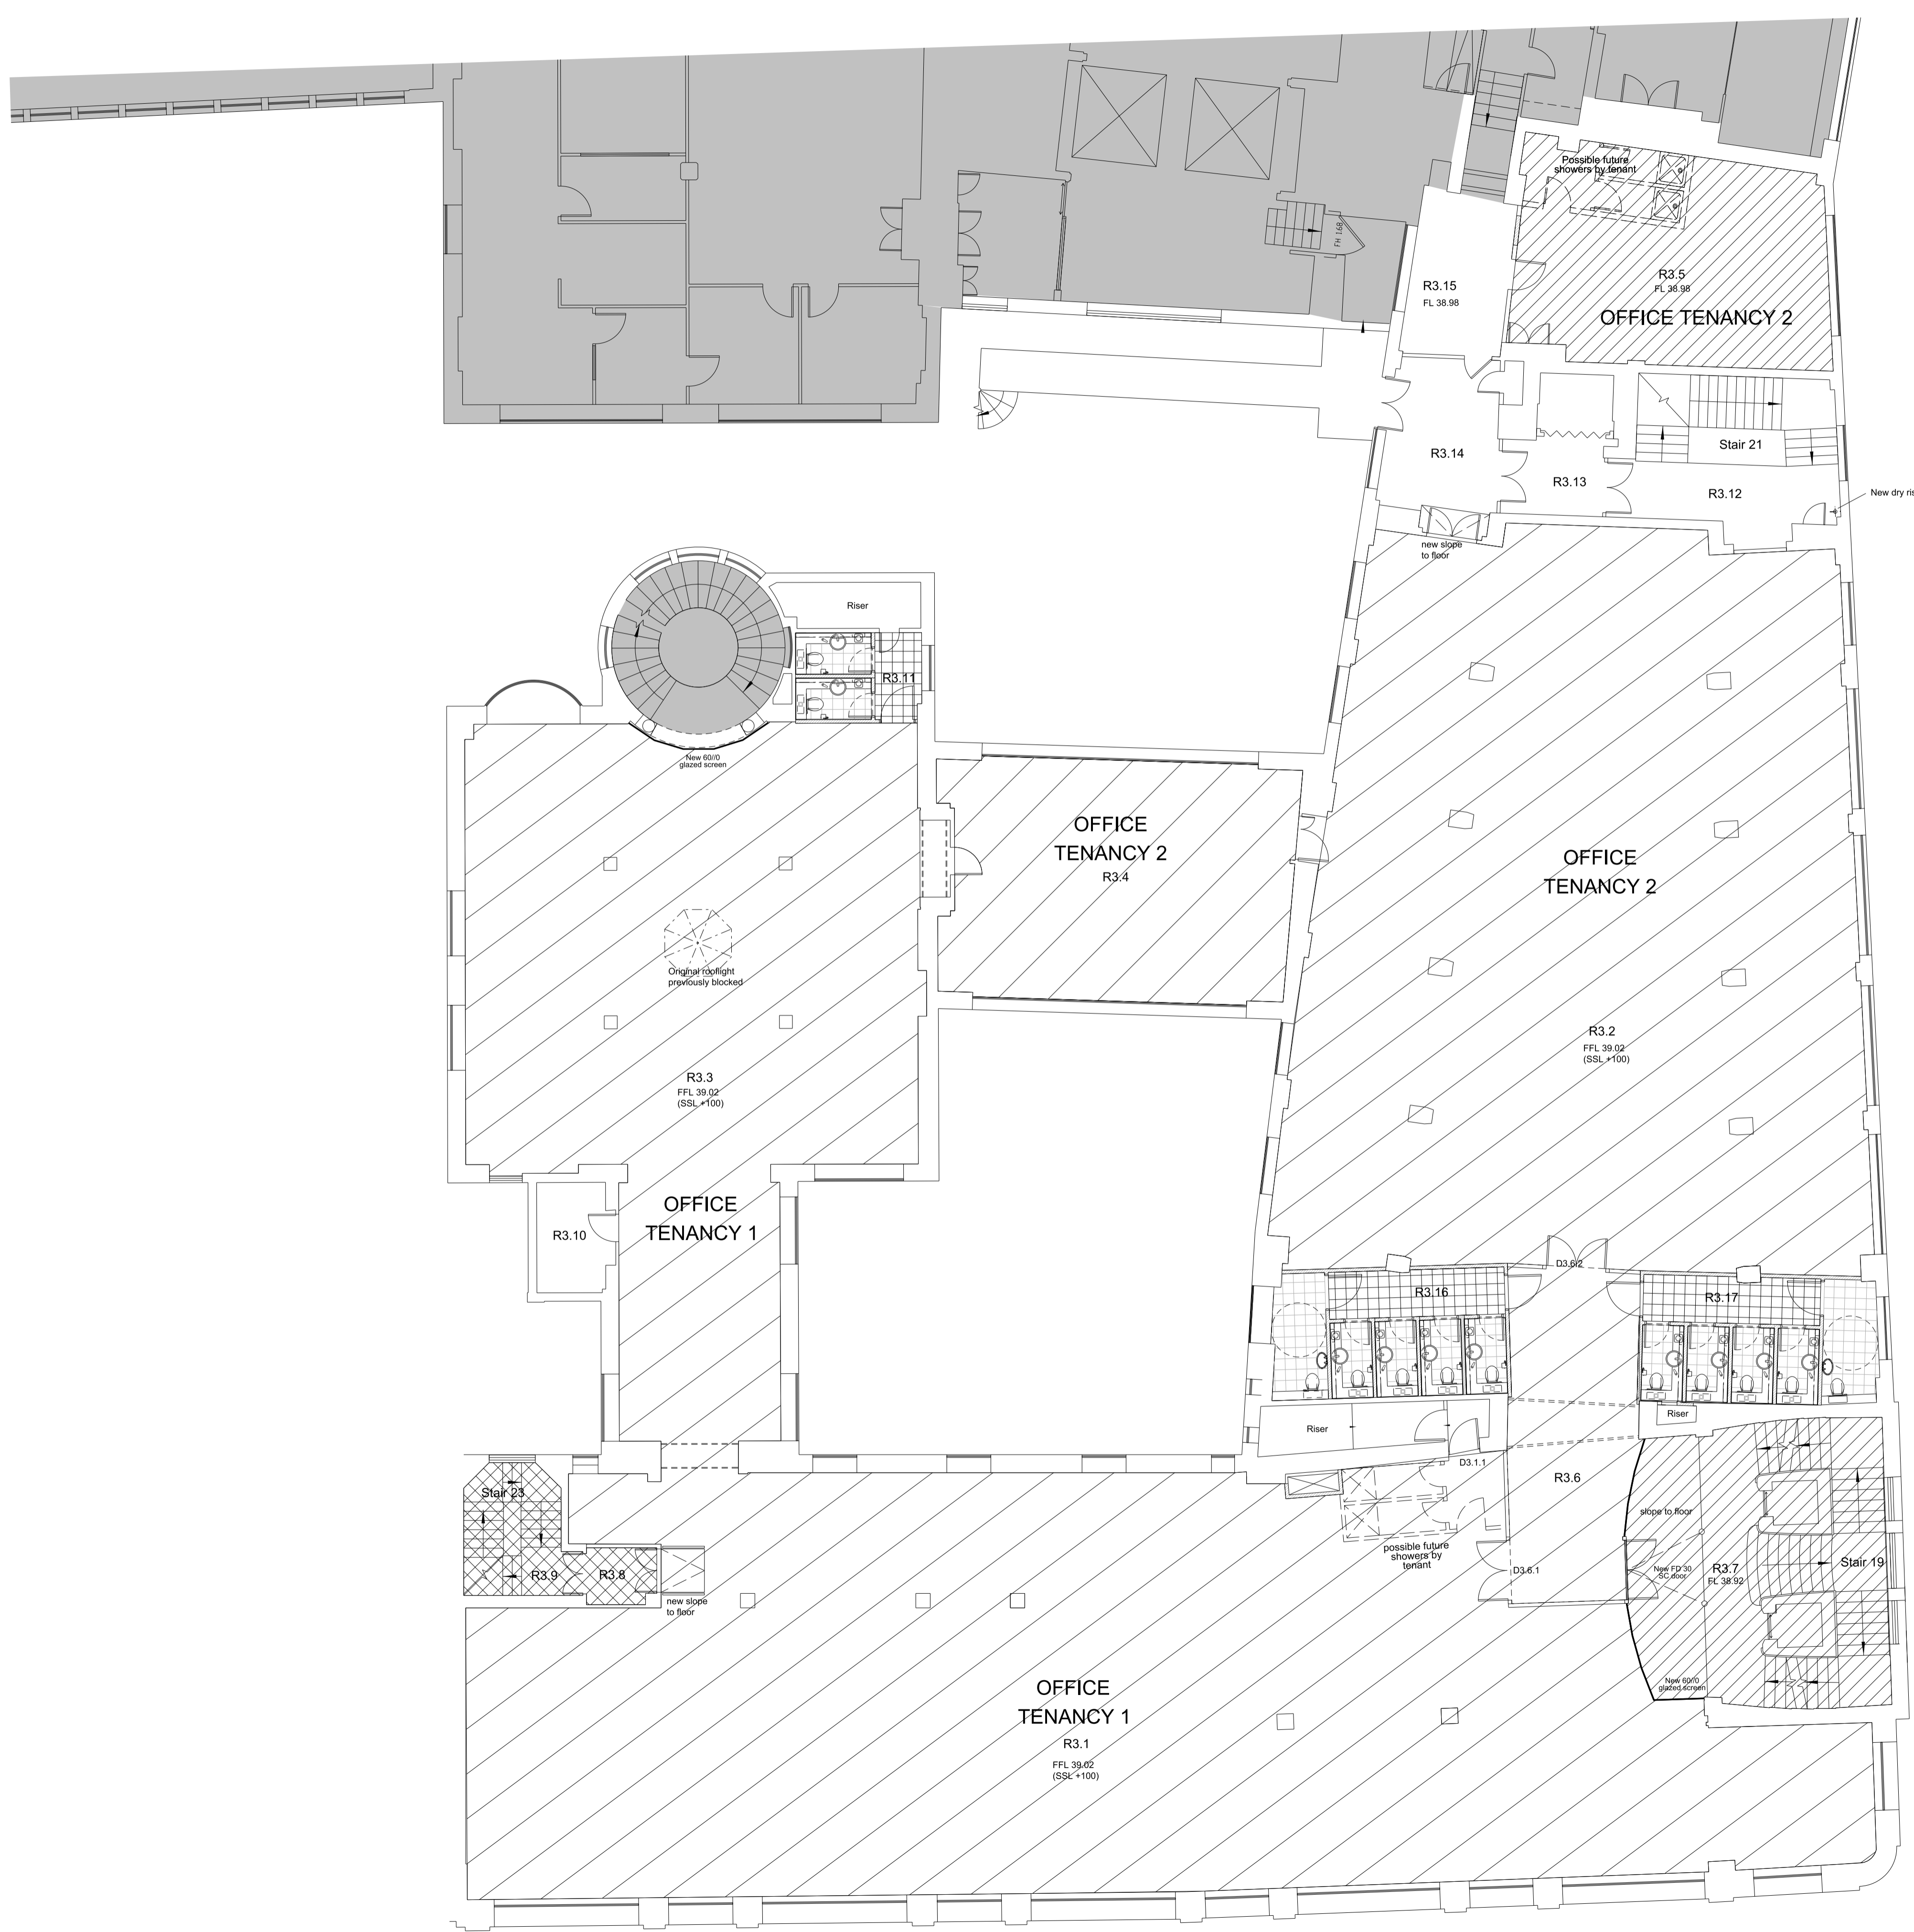 Possible future
showers by tenant
FH 1.68
R3.5
FL 38.98
OFFICE TENANCY 2
R3.15
FL 38.98
Stair 21
R3.14
R3.13
R3.12
New dry ris
new slope
to floor
Riser
R3.11
New 60//0
glazed screen
OFFICE
TENANCY 2
R3.4
OFFICE
TENANCY 2
Original rooflight
previously blocked
R3.2
FFL 39.02
(SSL +100)
R3.3
FFL 39.02
(SSL +100)
OFFICE
TENANCY 1
R3.10
D3.6.2
R3.16
R3.17
Riser
Riser
D3.1.1
R3.6
Stair 23
slope to floor
possible future
showers by
tenant
D3.6.1
New FD 30
SC door
R3.7
FL 38.92
Stair 19
R3.9
R3.8
new slope
to floor
New 60//0
glazed screen
OFFICE
TENANCY 1
R3.1
FFL 39.02
(SSL +100)